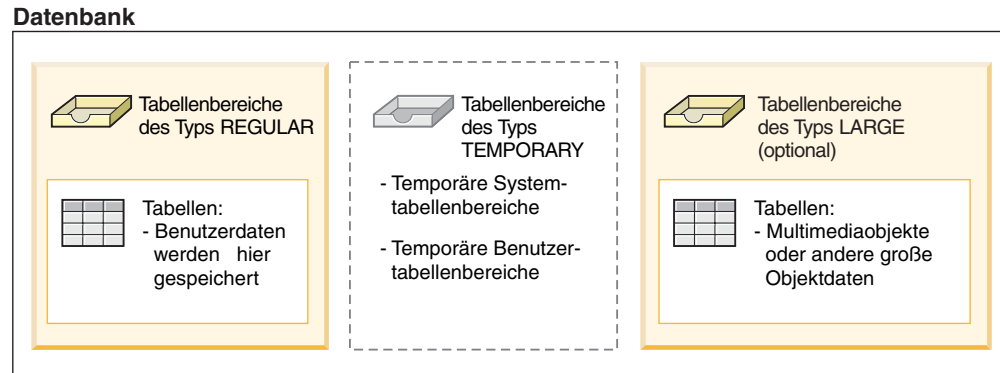 Datenbank
Tabellenbereiche
des Typs REGULAR
Tabellen:
- Benutzerdaten
werden hier
gespeichert
Tabellenbereiche
des Typs
TEMPORARY
- Temporäre System-
tabellenbereiche
- Temporäre Benutzer-
tabellenbereiche
Tabellenbereiche
des Typs LARGE
(optional)
Tabellen:
- Multimediaobjekte
oder andere große
Objektdaten